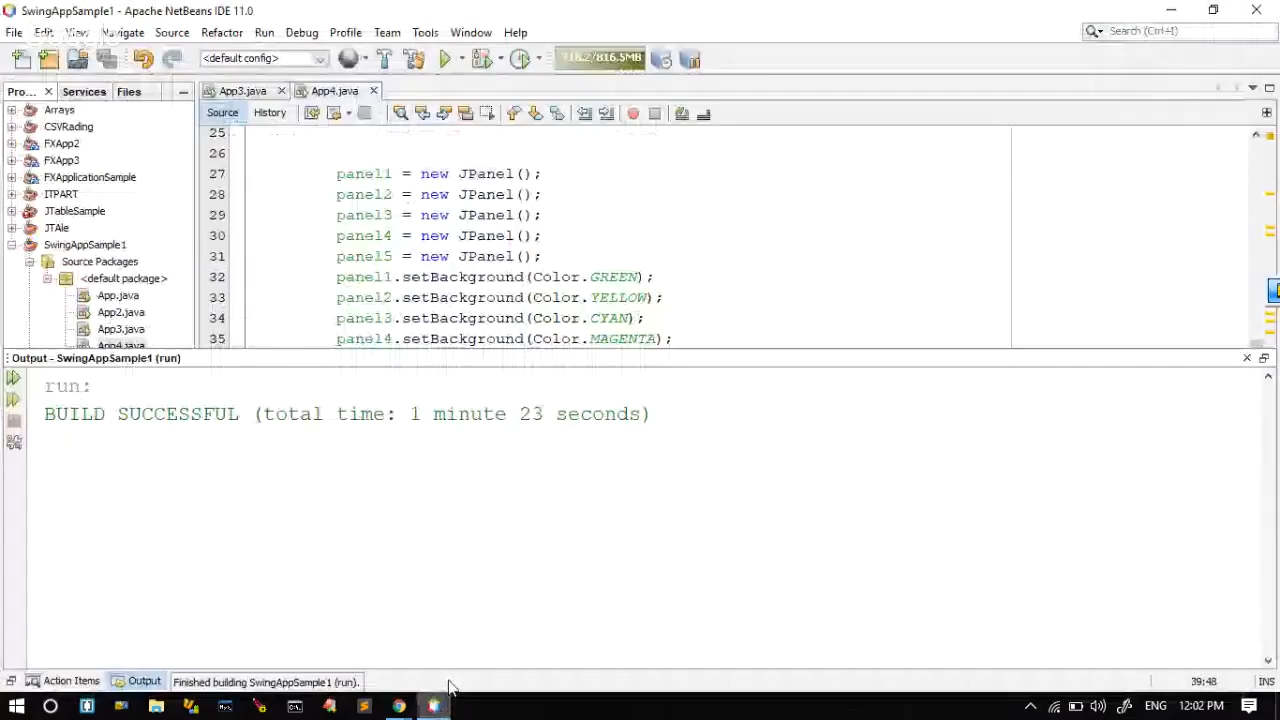 SwingAppSample1 - Apache NetBeans IDE 11.0
File Edit View Navigate Source Refactor Run Debug Profile Team Tools Window Help
Search (Ctrl+I)
<default config>
716.2/816.5MB
Pro... Services Files
App3.java App4.java
Source History
Arrays
CSVRading
FXApp2
FXApp3
FXApplicationSample
ITPART
JTableSample
JTAle
SwingAppSample1
Source Packages
<default package>
App.java
App2.java
App3.java
App4.java
25
26
27 panel1 = new JPanel();
28 panel2 = new JPanel();
29 panel3 = new JPanel();
30 panel4 = new JPanel();
31 panel5 = new JPanel();
32 panel1.setBackground(Color.GREEN);
33 panel2.setBackground(Color.YELLOW);
34 panel3.setBackground(Color.CYAN);
35 panel4.setBackground(Color.MAGENTA);
Output - SwingAppSample1 (run)
run:
BUILD SUCCESSFUL (total time: 1 minute 23 seconds)
Action Items Output Finished building SwingAppSample1 (run). 39:48 INS
ENG 12:02 PM